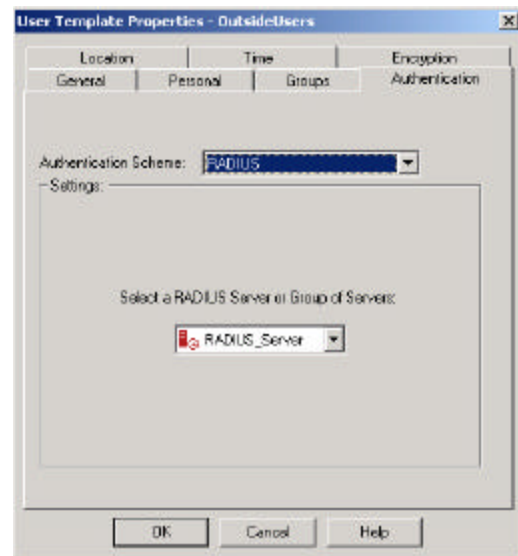 User Template Properties - OutsideUsers
Location Time Encryption
General Personal Groups Authentication
Authentication Scheme: RADIUS
Settings:
Select a RADIUS Server or Group of Servers:
RADIUS_Server
OK Cancel Help